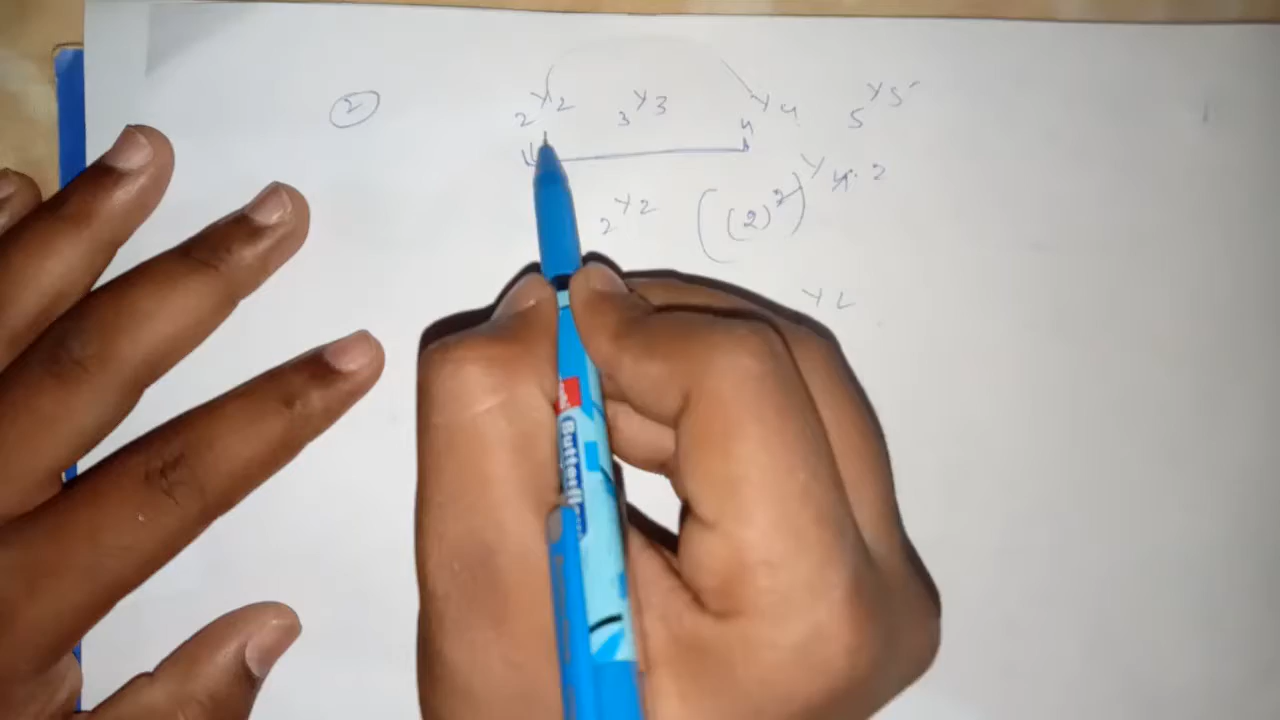 ② 2^1/2 3^1/3 4^1/4 5^1/5
2^1/2 ((2)^2)^1/4·2
1/2
Butterflow